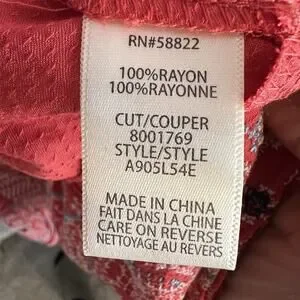 RN#58822
100%RAYON
100%RAYONNE
CUT/COUPER
8001769
STYLE/STYLE
A905L54E
MADE IN CHINA
FAIT DANS LA CHINE
CARE ON REVERSE
NETTOYAGE AU REVERS